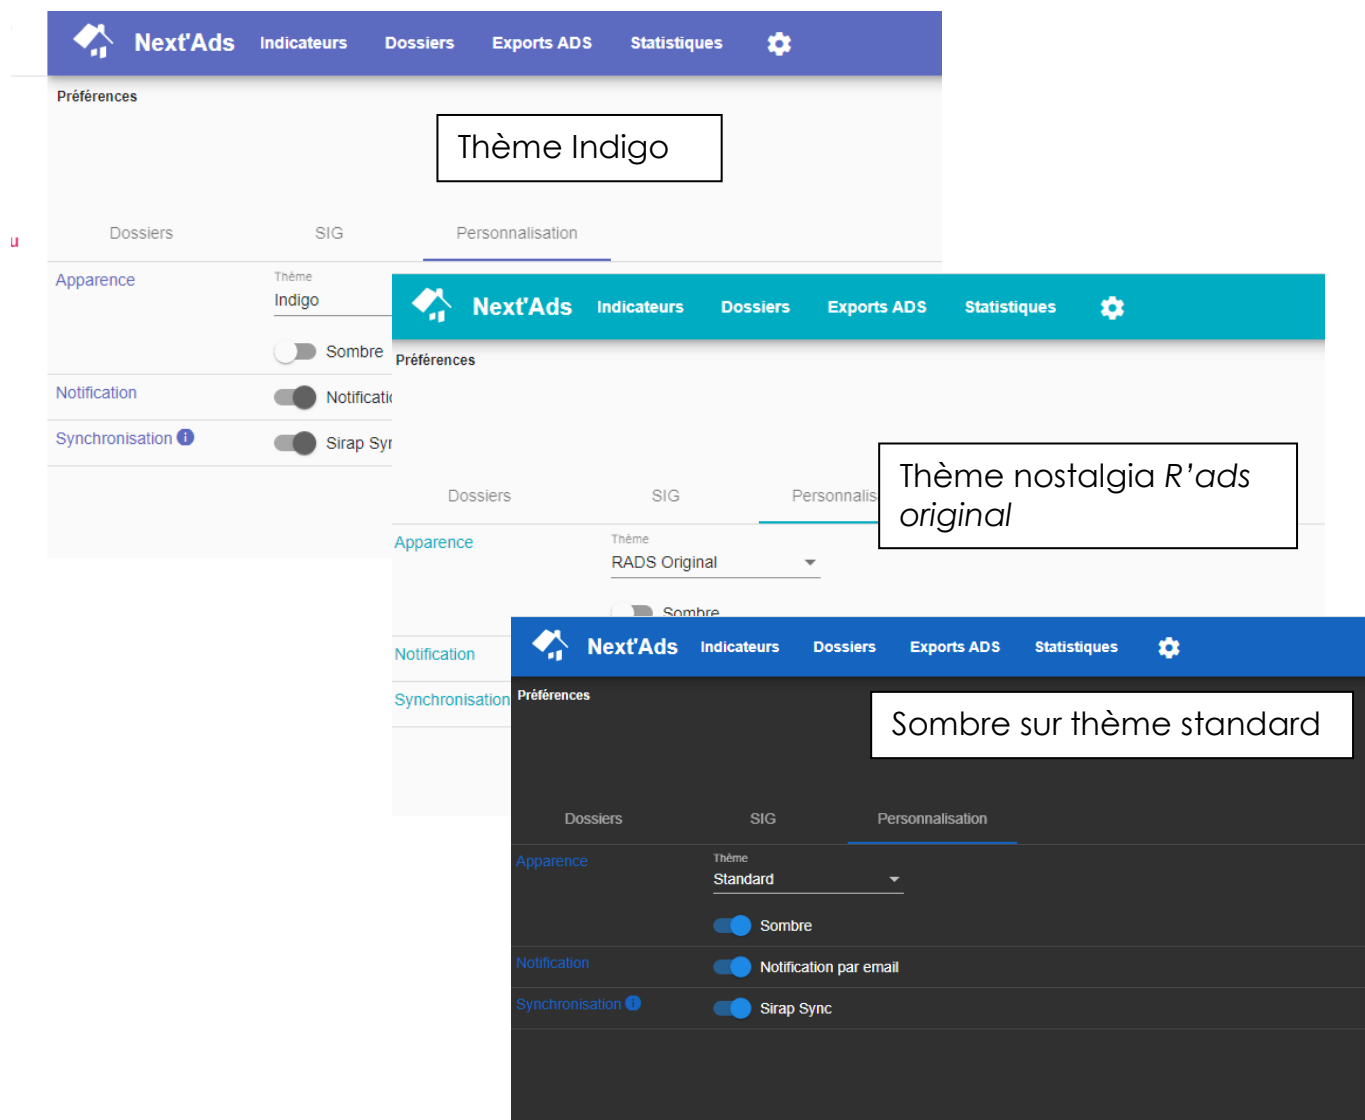 Next'Ads Indicateurs Dossiers Exports ADS Statistiques
Préférences
Thème Indigo
Dossiers SIG Personnalisation
u
Apparence
Thème
Indigo
Sombre
Notification
Synchronisation
Sirap
Next'Ads Indicateurs Dossiers Exports ADS Statistiques
Préférences
Thème nostalgia R’ads
original
Dossiers SIG
Apparence
Thème
RADS Original
Sombre
Notification
Synchronisation
Next'Ads Indicateurs Dossiers Exports ADS Statistiques
Préférences
Sombre sur thème standard
Dossiers SIG Personnalisation
Apparence
Thème
Standard
Sombre
Notification
Notification par email
Synchronisation
Sirap Sync